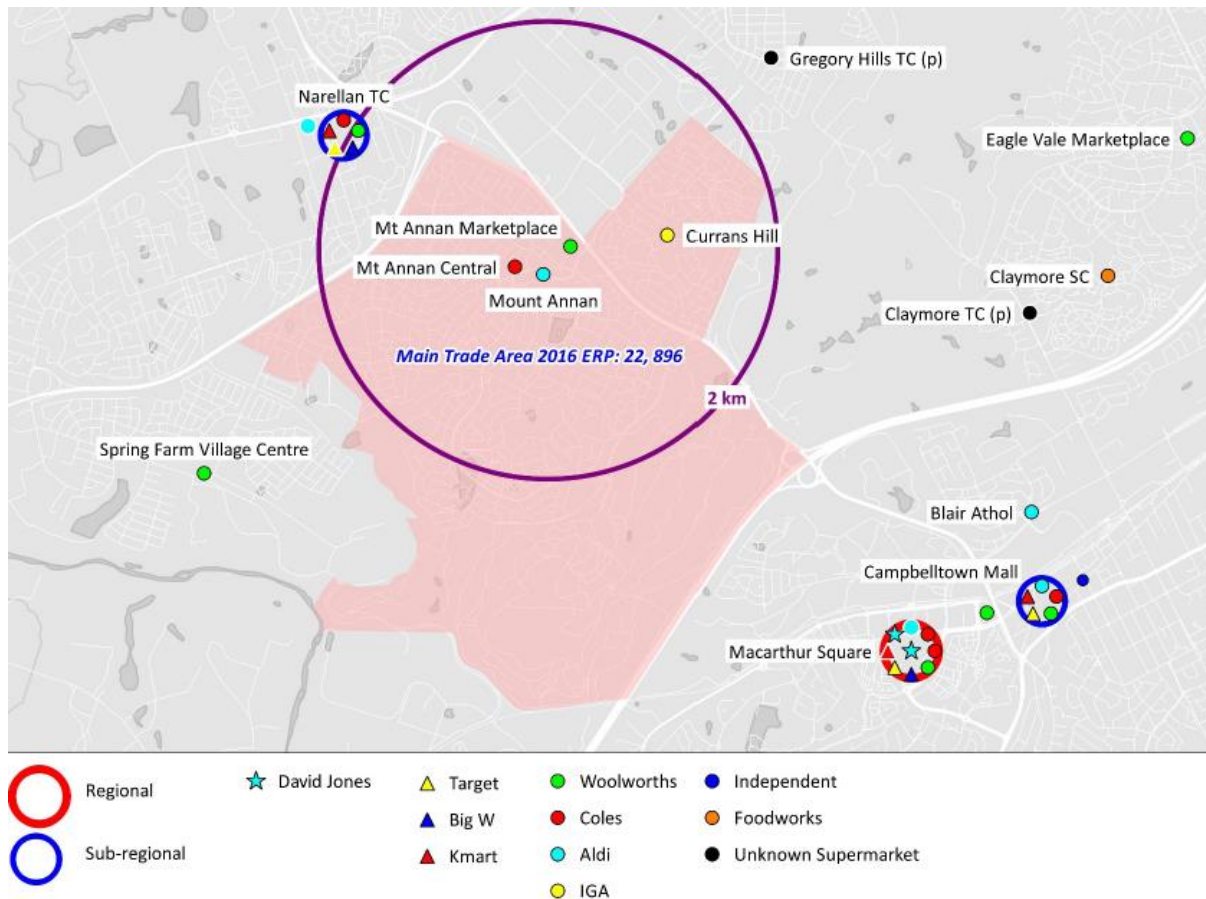 Gregory Hills TC (p)
Narellan TC
Eagle Vale Marketplace
Mt Annan Marketplace
Currans Hill
Mt Annan Central
Mount Annan
Claymore SC
Claymore TC (p)
Main Trade Area 2016 ERP: 22, 896
2 km
Spring Farm Village Centre
Blair Athol
Campbelltown Mall
Macarthur Square
Regional
David Jones
Target
Woolworths
Independent
Big W
Coles
Foodworks
Sub-regional
Kmart
Aldi
Unknown Supermarket
IGA